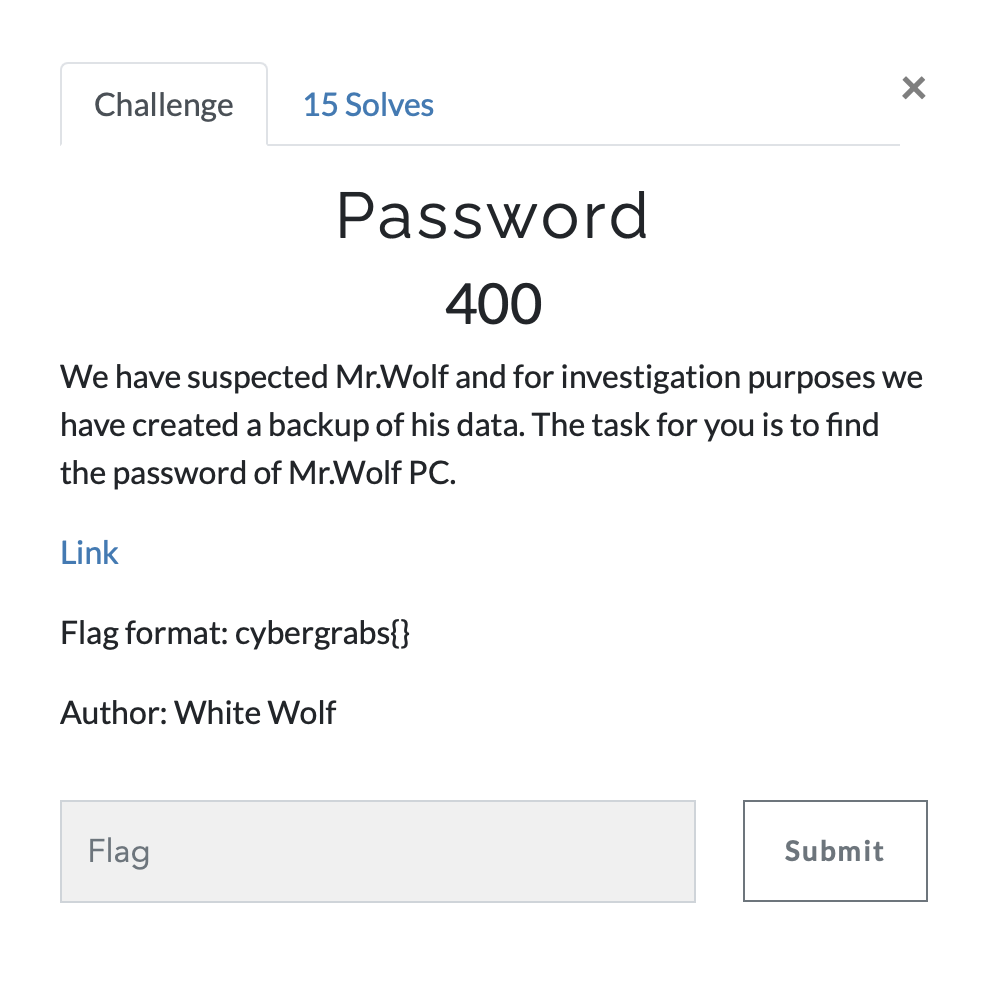 Challenge
15 Solves
×
Password
400
We have suspected Mr.Wolf and for investigation purposes we
have created a backup of his data. The task for you is to find
the password of Mr.Wolf PC.
Link
Flag format: cybergrabs{}
Author: White Wolf
Flag
Submit